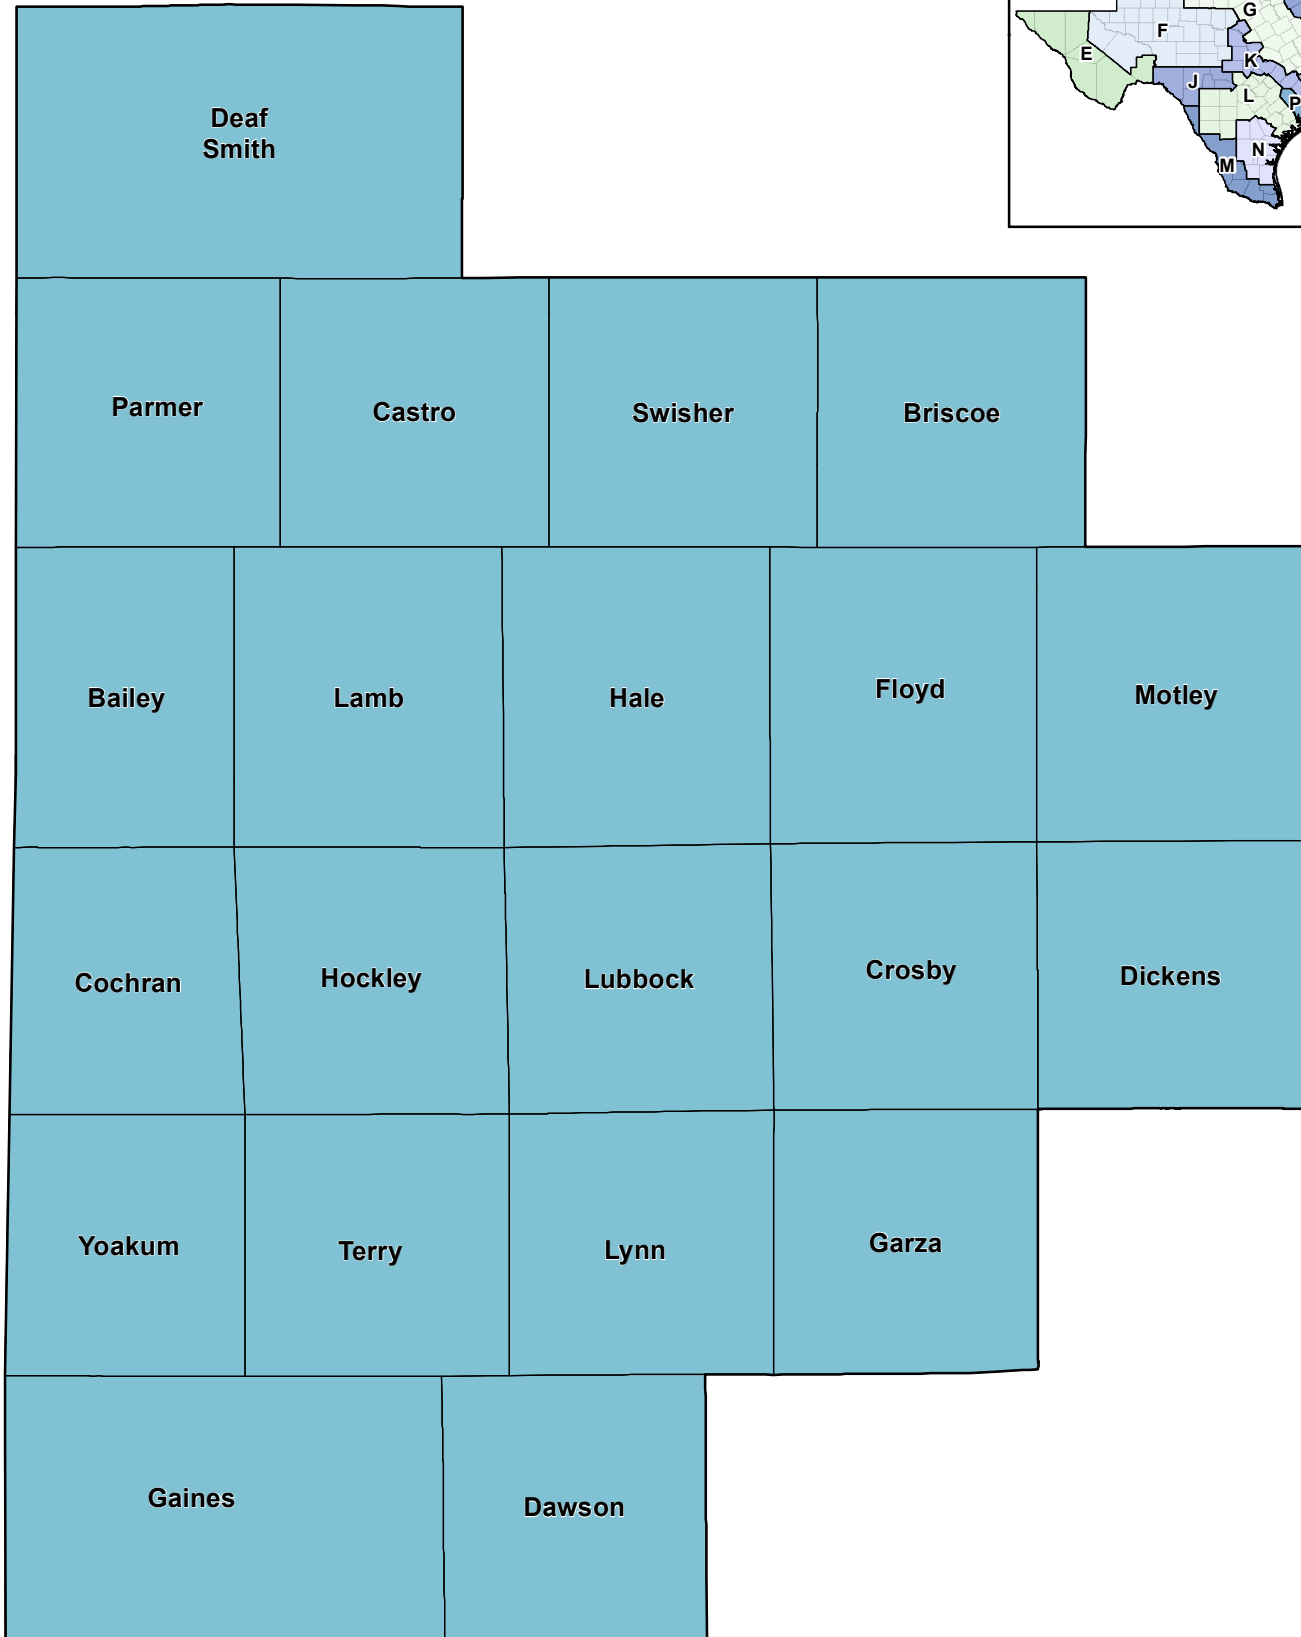 G
F
E
K
J
L
P
N
M
Deaf
Smith
Parmer
Castro
Swisher
Briscoe
Bailey
Lamb
Hale
Floyd
Motley
Cochran
Hockley
Lubbock
Crosby
Dickens
Yoakum
Terry
Lynn
Garza
Gaines
Dawson